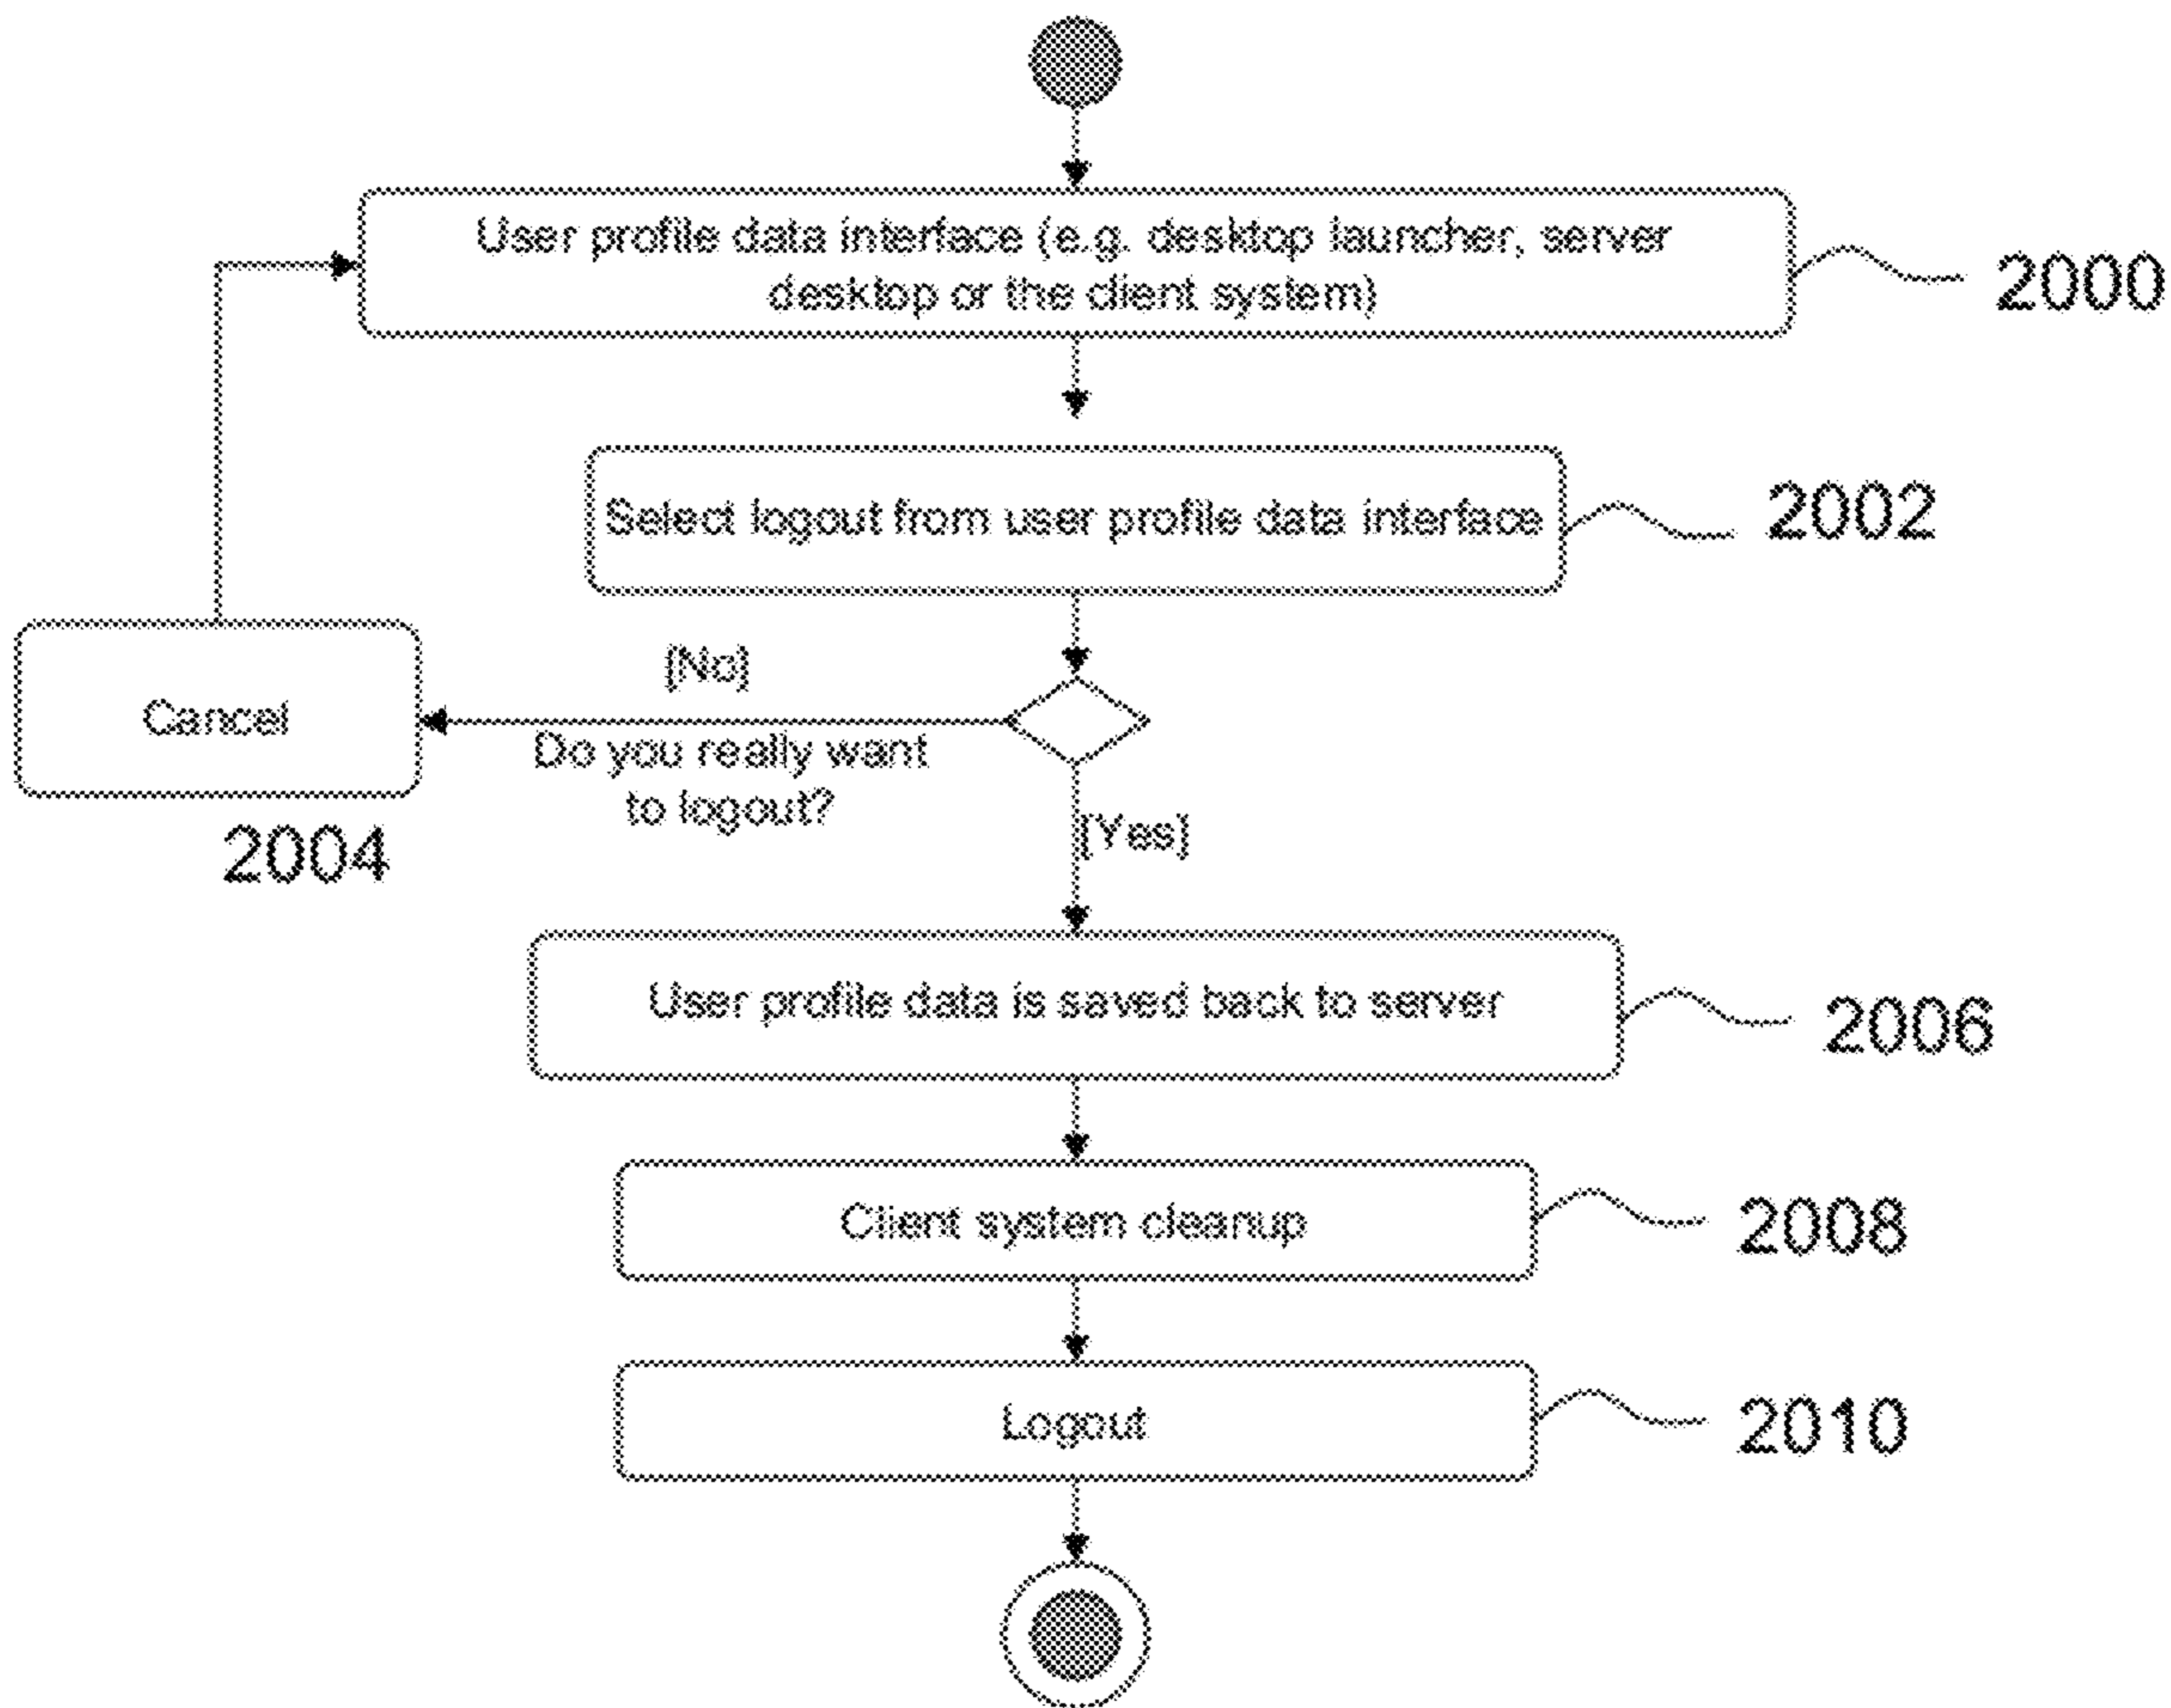 User profile data interface (e.g. desktop launcher, server
desktop or the client system)
2000
Select logout from user profile data interface
2002
[No]
Cancel
Do you really want
to logout?
2004
[Yes]
User profile data is saved back to server
2006
Client system cleanup
2008
Logout
2010